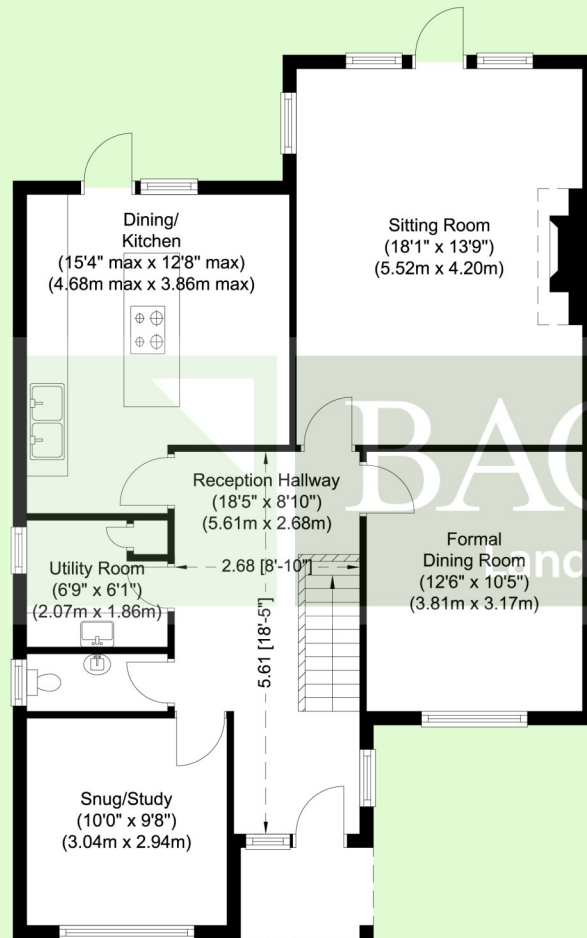 Dining/
Kitchen
(15'4" max x 12'8" max)
(4.68m max x 3.86m max)
Sitting Room
(18'1" x 13'9")
(5.52m x 4.20m)
BAG
Land
Reception Hallway
(18'5" x 8'10")
(5.61m x 2.68m)
Formal
Dining Room
(12'6" x 10'5")
(3.81m x 3.17m)
Utility Room
(6'9" x 6'1")
(2.07m x 1.86m)
2.68 [8'-10"]
5.61 [18'-5"]
Snug/Study
(10'0" x 9'8")
(3.04m x 2.94m)